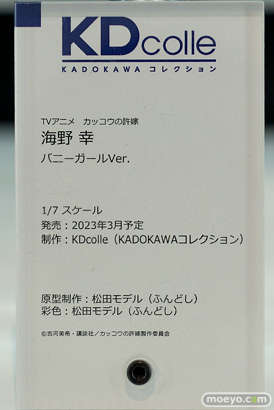 KDcolle
KADOKAWA コレクション
TVアニメ　カッコウの許嫁
海野 幸
バニーガールVer.
1/7 スケール
発売：2023年3月予定
制作：KDcolle（KADOKAWAコレクション）
原型制作：松田モデル（ふんどし）
彩色：松田モデル（ふんどし）
©吉河美希・講談社／カッコウの許嫁製作委員会
moeyo.com